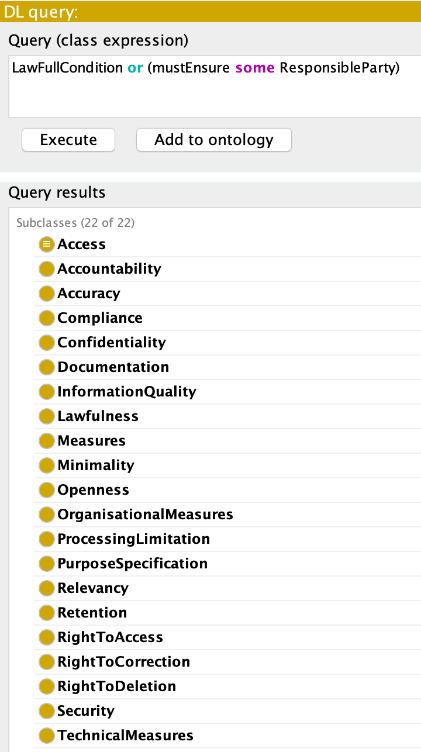 DL query:
Query (class expression)
LawFullCondition or (mustEnsure some ResponsibleParty)
Execute Add to ontology
Query results
Subclasses (22 of 22)
Access
Accountability
Accuracy
Compliance
Confidentiality
Documentation
InformationQuality
Lawfulness
Measures
Minimality
Openness
OrganisationalMeasures
ProcessingLimitation
PurposeSpecification
Relevancy
Retention
RightToAccess
RightToCorrection
RightToDeletion
Security
TechnicalMeasures